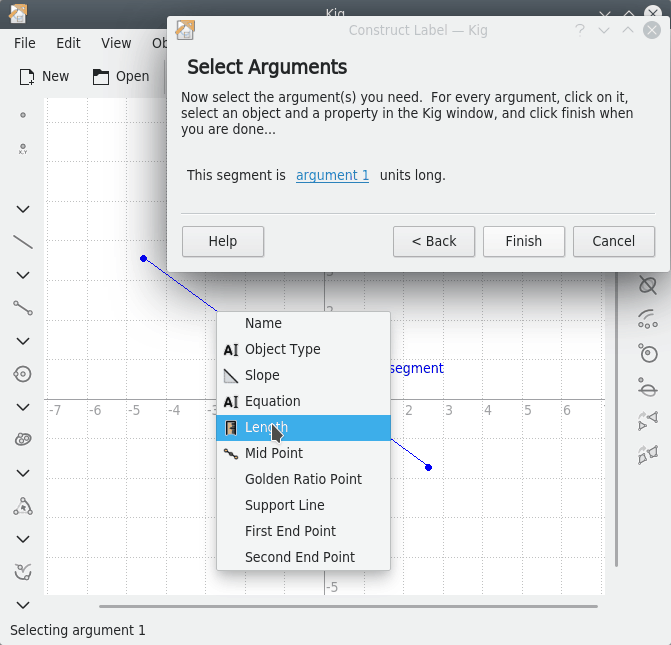 Kig
Construct Label — Kig
File Edit View
Select Arguments
New Open
Now select the argument(s) you need. For every argument, click on it,
select an object and a property in the Kig window, and click finish when
you are done...
X,Y
This segment is argument 1 units long.
Help < Back Finish Cancel
2
Name
Object Type
Slope
segment
Equation
-7 -6 -5 -4 2 3 4 5 6
Length
Mid Point
Golden Ratio Point
Support Line
First End Point
Second End Point
-5
Selecting argument 1